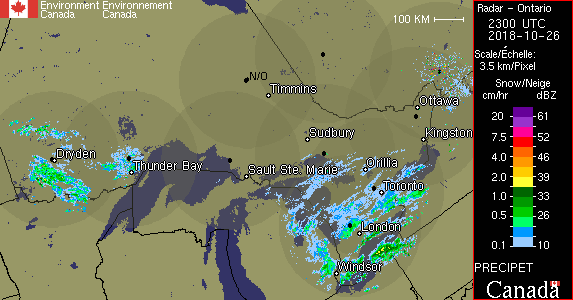 Environment Environnement
Canada Canada
100 KM
N/O
Timmins
Ottawa
Sudbury
Kingston
Dryden
Thunder Bay
Sault Ste. Marie
Orillia
Toronto
London
Windsor
Radar - Ontario
2300 UTC
2018-10-26
Scale/Échelle:
3.5 km/Pixel
Snow/Neige
cm/hr dBZ
20 61
7.5 52
4.0 46
2.0 39
1.0 33
0.5 26
0.1 10
PRECIPET
Canada